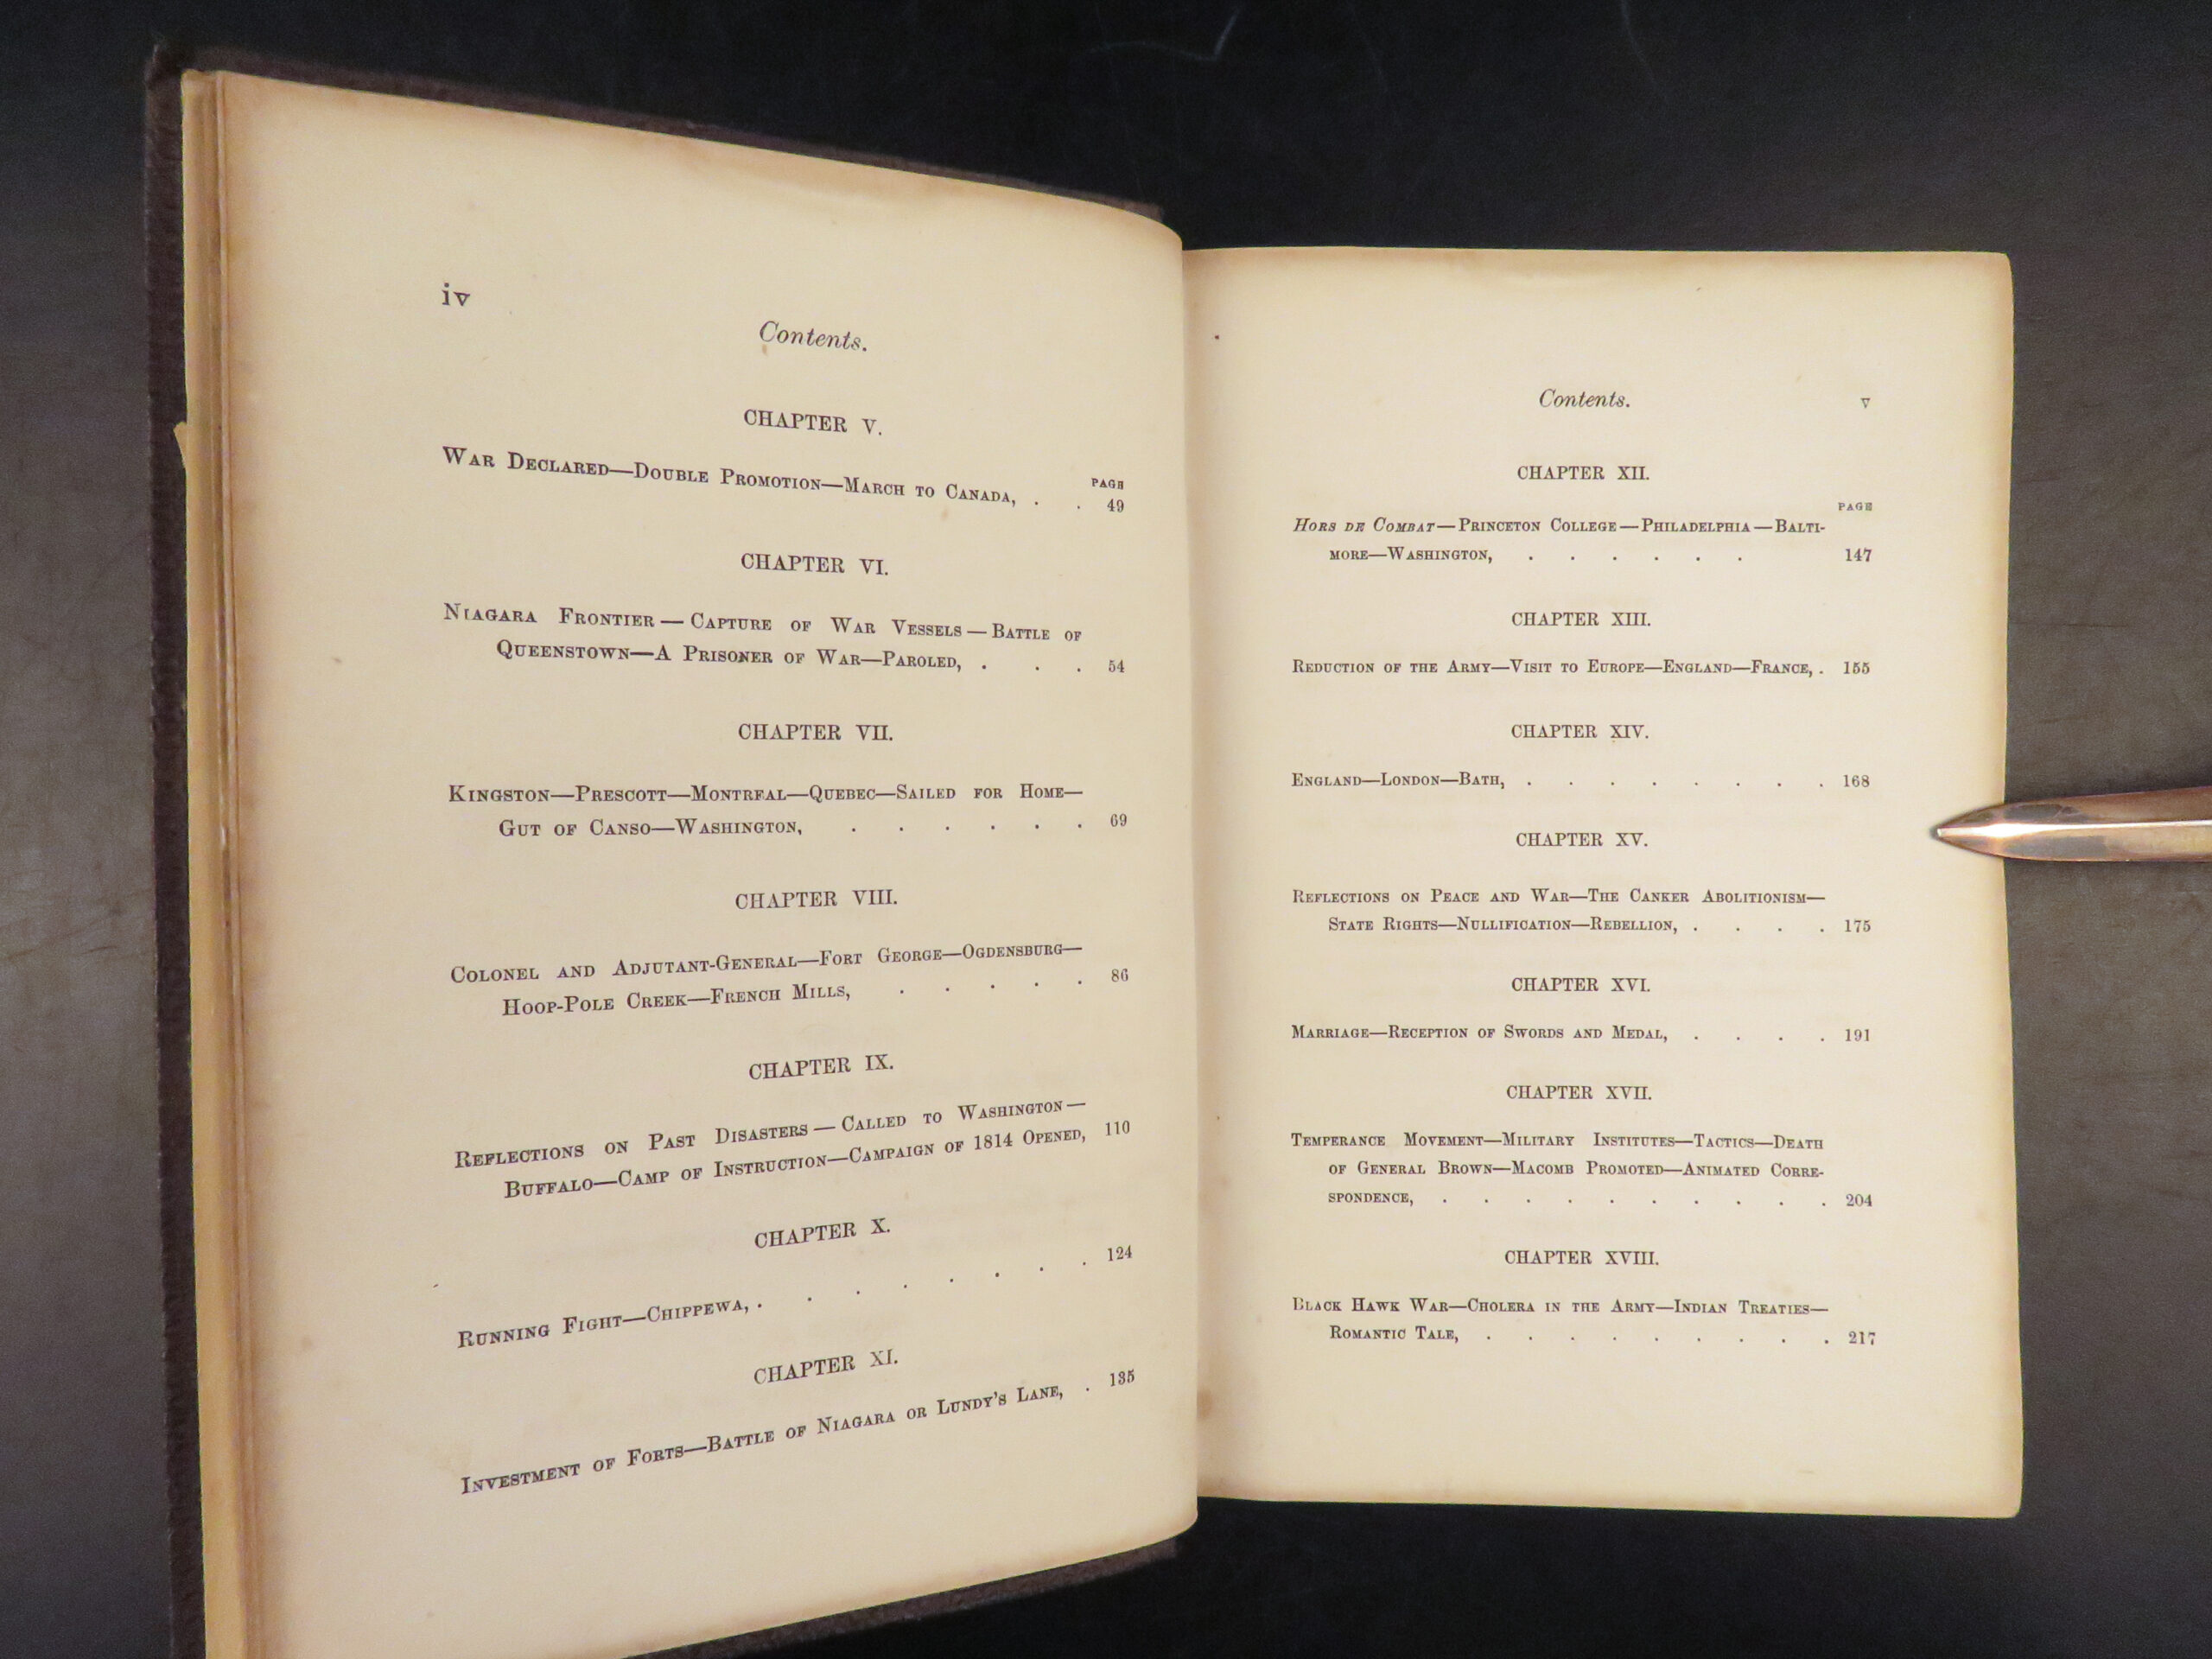 iv
Contents.
CHAPTER V.
PAGE
War Declared—Double Promotion—March to Canada, . . 49
CHAPTER VI.
Niagara Frontier — Capture of War Vessels — Battle of
Queenstown—A Prisoner of War—Paroled, . . . 54
CHAPTER VII.
Kingston—Prescott—Montreal—Quebec—Sailed for Home—
Gut of Canso—Washington, . . . . . . 69
CHAPTER VIII.
Colonel and Adjutant-General—Fort George—Ogdensburg—
Hoop-Pole Creek—French Mills, . . . . . 86
CHAPTER IX.
Reflections on Past Disasters — Called to Washington —
Buffalo—Camp of Instruction—Campaign of 1814 Opened, 110
CHAPTER X.
Running Fight—Chippewa, . . . . . . . . 124
CHAPTER XI.
Investment of Forts—Battle of Niagara or Lundy's Lane, . 135
Contents. v
CHAPTER XII.
PAGE
Hors de Combat — Princeton College — Philadelphia — Balti-
more—Washington, . . . . . . 147
CHAPTER XIII.
Reduction of the Army—Visit to Europe—England—France, . 155
CHAPTER XIV.
England—London—Bath, . . . . . . . . 168
CHAPTER XV.
Reflections on Peace and War—The Canker Abolitionism—
State Rights—Nullification—Rebellion, . . . . 175
CHAPTER XVI.
Marriage—Reception of Swords and Medal, . . . . 191
CHAPTER XVII.
Temperance Movement—Military Institutes—Tactics—Death
of General Brown—Macomb Promoted—Animated Corre-
spondence, . . . . . . . . . . 204
CHAPTER XVIII.
Black Hawk War—Cholera in the Army—Indian Treaties—
Romantic Tale, . . . . . . . . . 217